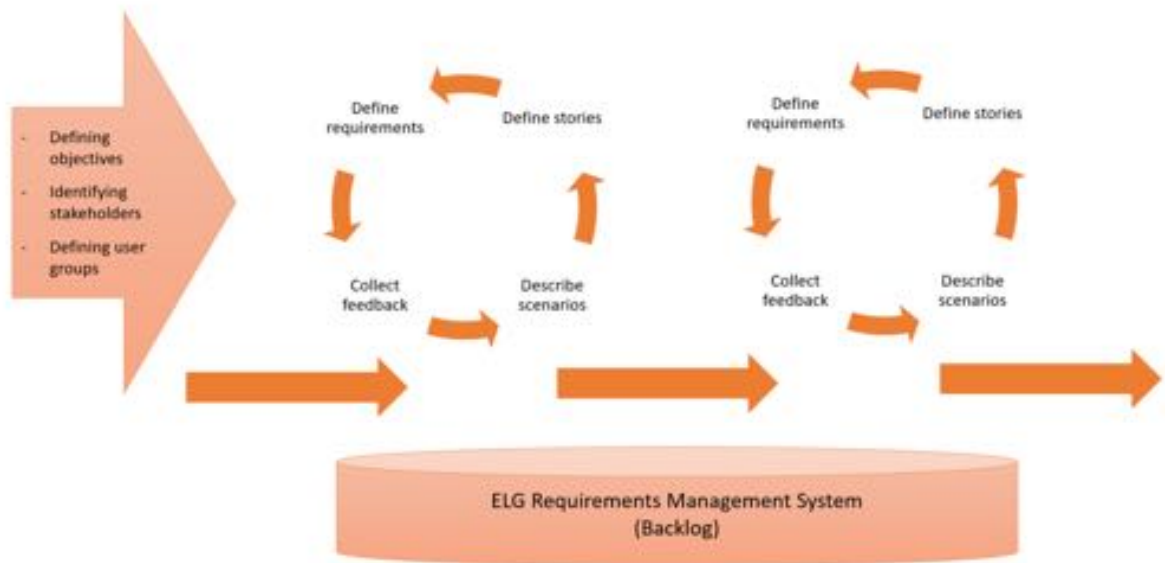 - Defining
objectives
- Identifying
stakeholders
- Defining user
groups
Define
requirements
Define stories
Collect
feedback
Describe
scenarios
Define
requirements
Define stories
Collect
feedback
Describe
scenarios
ELG Requirements Management System
(Backlog)